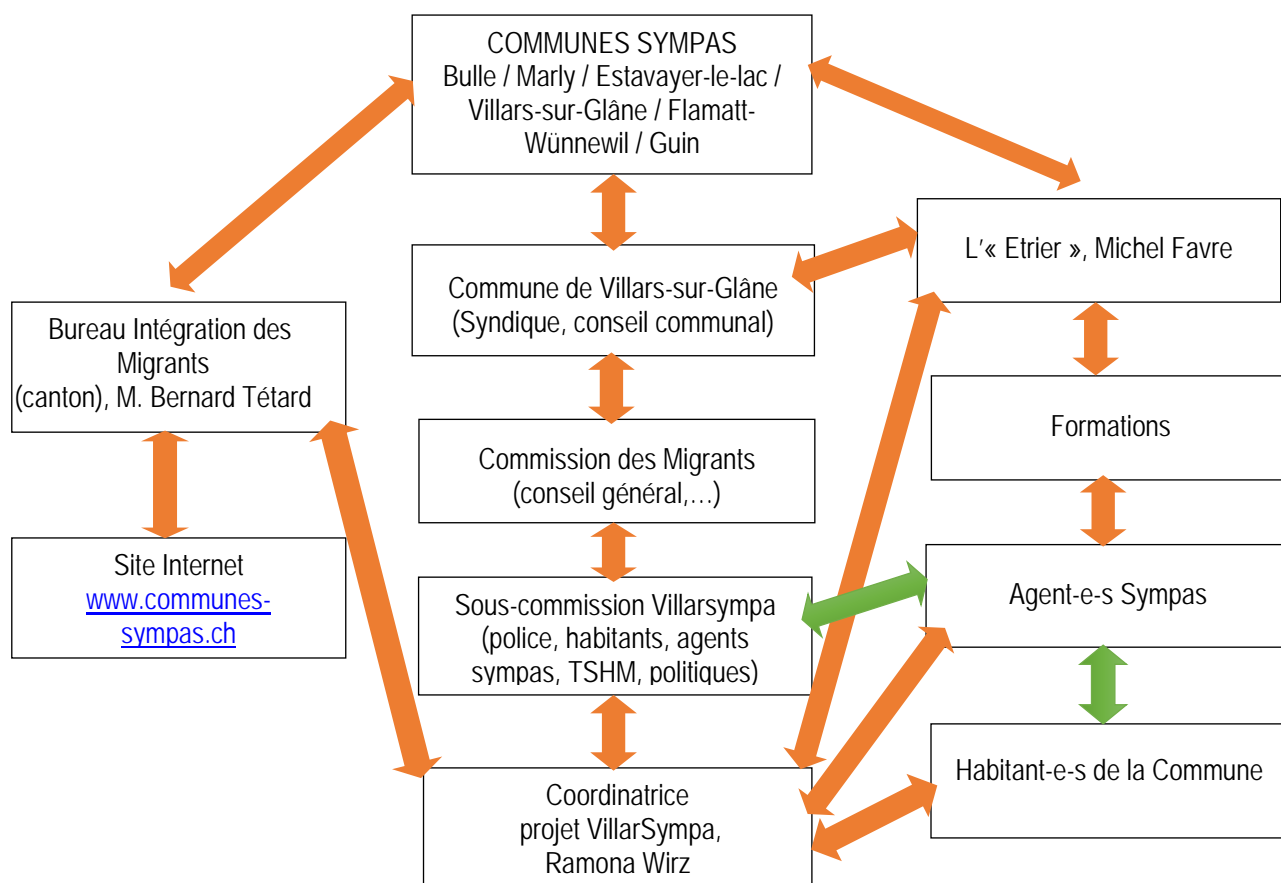 COMMUNES SYMPAS
Bulle / Marly / Estavayer-le-lac /
Villars-sur-Glâne / Flamatt-
Wünnewil / Guin
L'« Etrier », Michel Favre
Commune de Villars-sur-Glâne
(Syndique, conseil communal)
Bureau Intégration des
Migrants
(canton), M. Bernard Tétard
Formations
Commission des Migrants
(conseil général,…)
Site Internet
www.communes-
sympas.ch
Sous-commission Villarsympa
(police, habitants, agents
sympas, TSHM, politiques)
Agent-e-s Sympas
Habitant-e-s de la Commune
Coordinatrice
projet VillarSympa,
Ramona Wirz